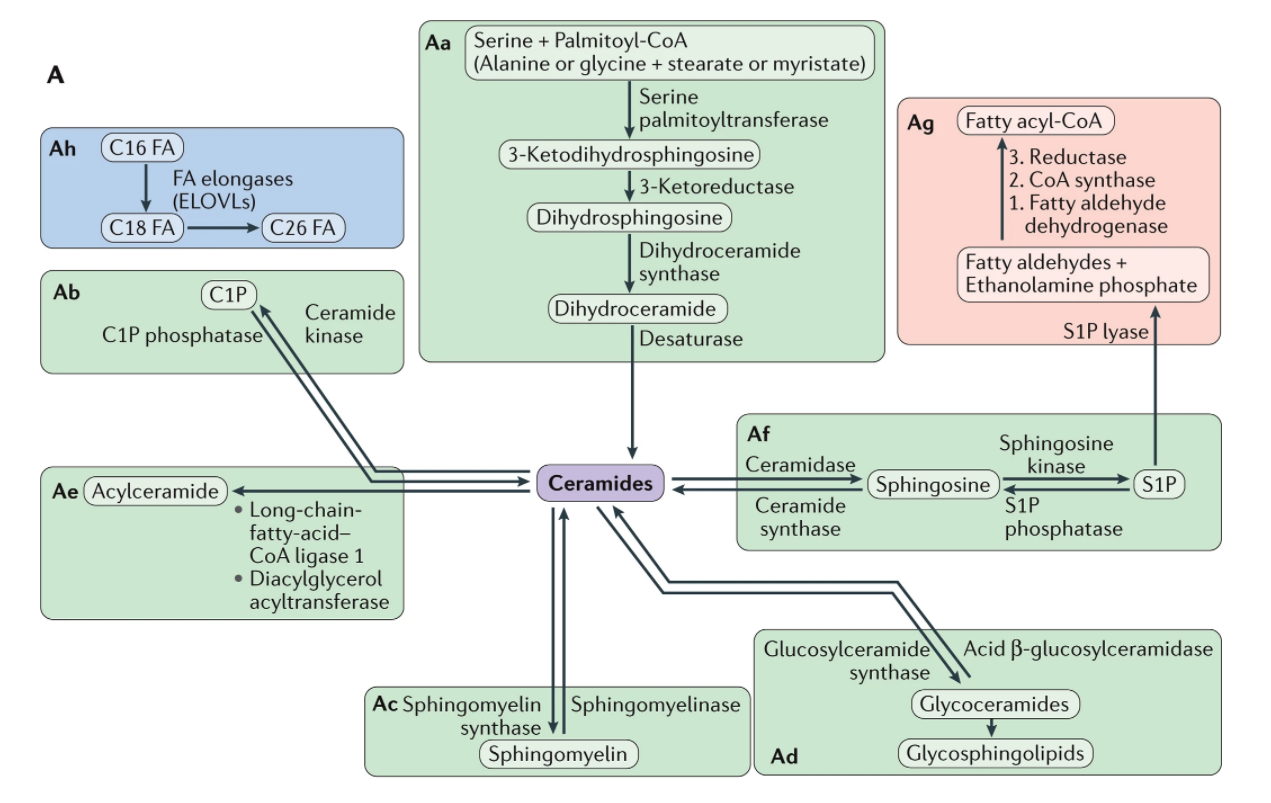 A
Aa
Serine + Palmitoyl-CoA
(Alanine or glycine + stearate or myristate)
Serine
palmitoyltransferase
3-Ketodihydrosphingosine
3-Ketoreductase
Dihydrosphingosine
Dihydroceramide
synthase
Dihydroceramide
Desaturase
Ah
C16 FA
FA elongases
(ELOVLs)
C18 FA
C26 FA
Ag
Fatty acyl-CoA
3. Reductase
2. CoA synthase
1. Fatty aldehyde
dehydrogenase
Fatty aldehydes +
Ethanolamine phosphate
S1P lyase
Ab
C1P
Ceramide
kinase
C1P phosphatase
Ae
Acylceramide
• Long-chain-
fatty-acid–
CoA ligase 1
• Diacylglycerol
acyltransferase
Ceramides
Af
Ceramidase
Ceramide
synthase
Sphingosine
Sphingosine
kinase
S1P
phosphatase
S1P
Ac
Sphingomyelin
synthase
Sphingomyelinase
Sphingomyelin
Glucosylceramide
synthase
Acid β-glucosylceramidase
Glycoceramides
Glycosphingolipids
Ad